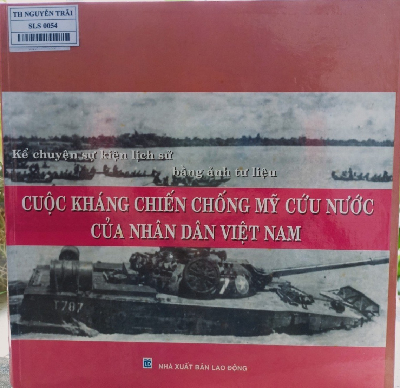 TH NGUYỄN TRÃI
SLS 0054
Kể chuyện sự kiện lịch sử
bằng ảnh tư liệu
CUỘC KHÁNG CHIẾN CHỐNG MỸ CỨU NƯỚC
CỦA NHÂN DÂN VIỆT NAM
T787
NHÀ XUẤT BẢN LAO ĐỘNG